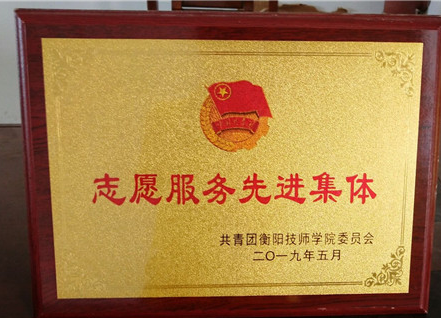 志愿服务先进集体
共青团衡阳技师学院委员会
二〇一九年五月